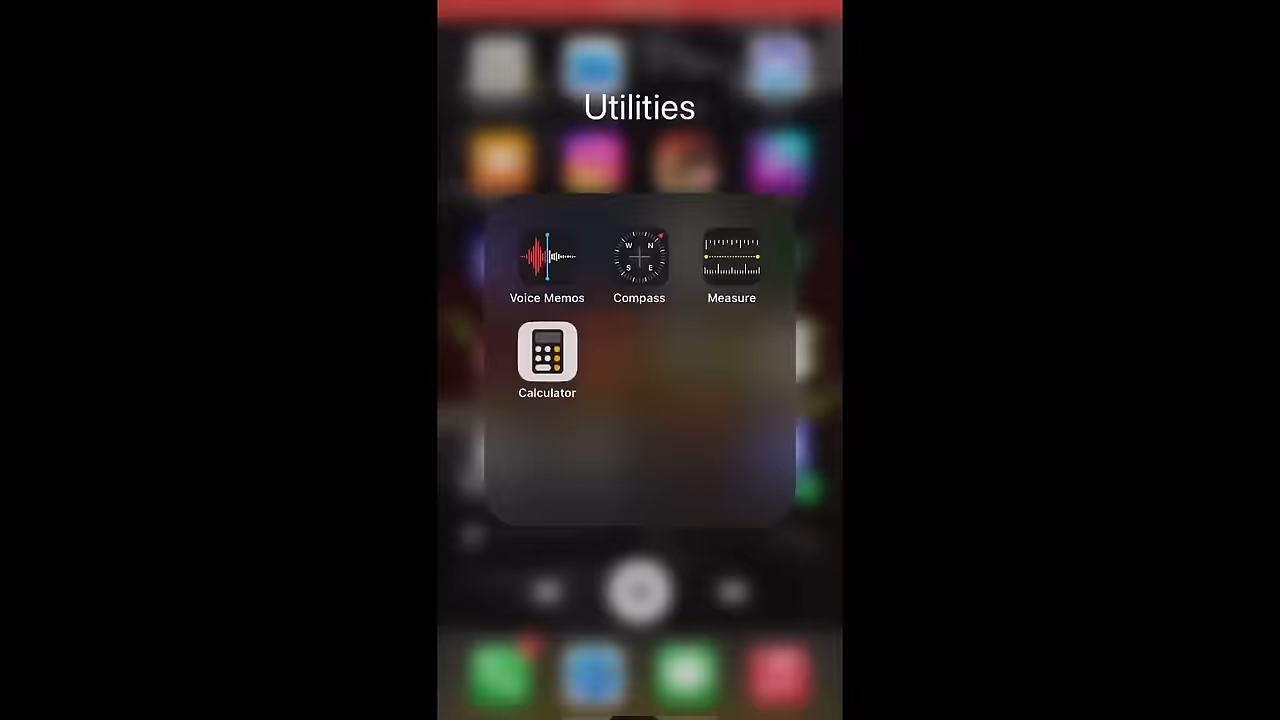 Utilities
W N
S E
Voice Memos Compass Measure
Calculator